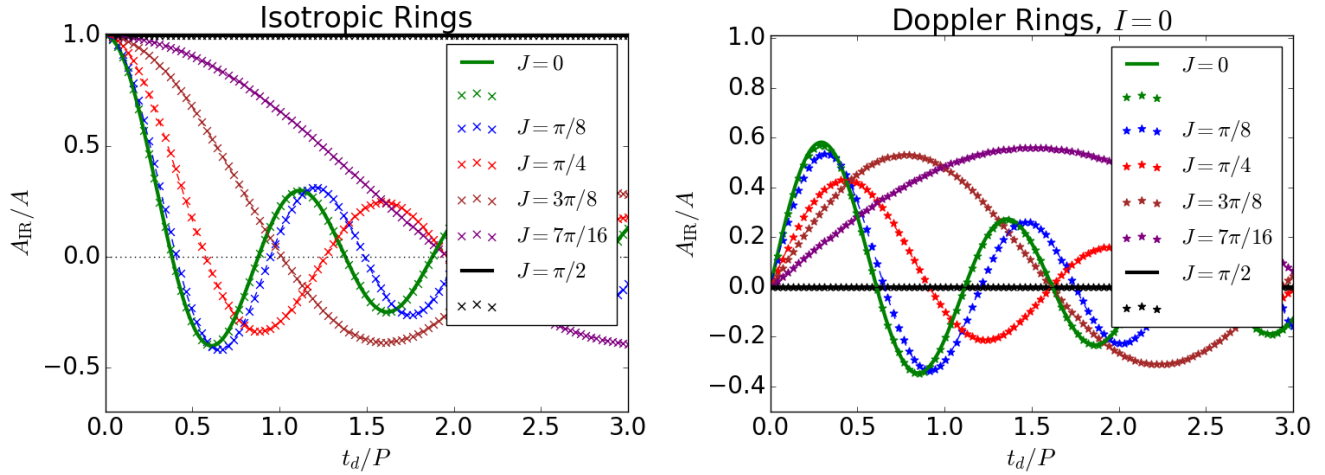 Isotropic Rings
A_IR/A
1.0
0.5
0.0
−0.5
J = 0
J = π/8
J = π/4
J = 3π/8
J = 7π/16
J = π/2
0.0 0.5 1.0 1.5 2.0 2.5 3.0
t_d/P
Doppler Rings, I = 0
A_IR/A
1.0
0.8
0.6
0.4
0.2
0.0
−0.2
−0.4
J = 0
J = π/8
J = π/4
J = 3π/8
J = 7π/16
J = π/2
0.0 0.5 1.0 1.5 2.0 2.5 3.0
t_d/P